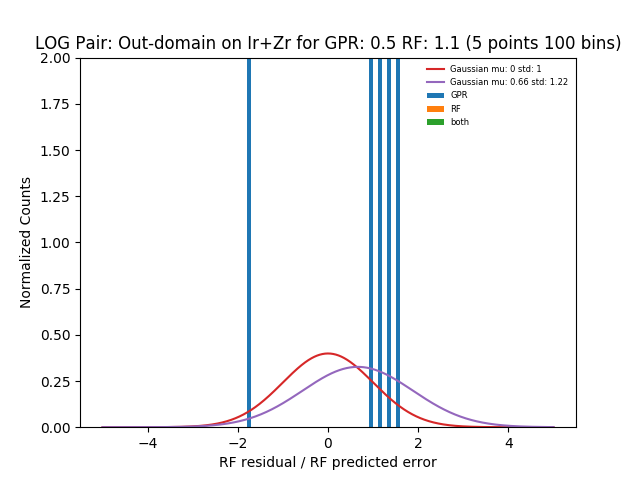 LOG Pair: Out-domain on Ir+Zr for GPR: 0.5 RF: 1.1 (5 points 100 bins)
Gaussian mu: 0 std: 1
Gaussian mu: 0.66 std: 1.22
GPR
RF
both
2.00
1.75
1.50
1.25
1.00
0.75
0.50
0.25
0.00
Normalized Counts
−4
−2
0
2
4
RF residual / RF predicted error